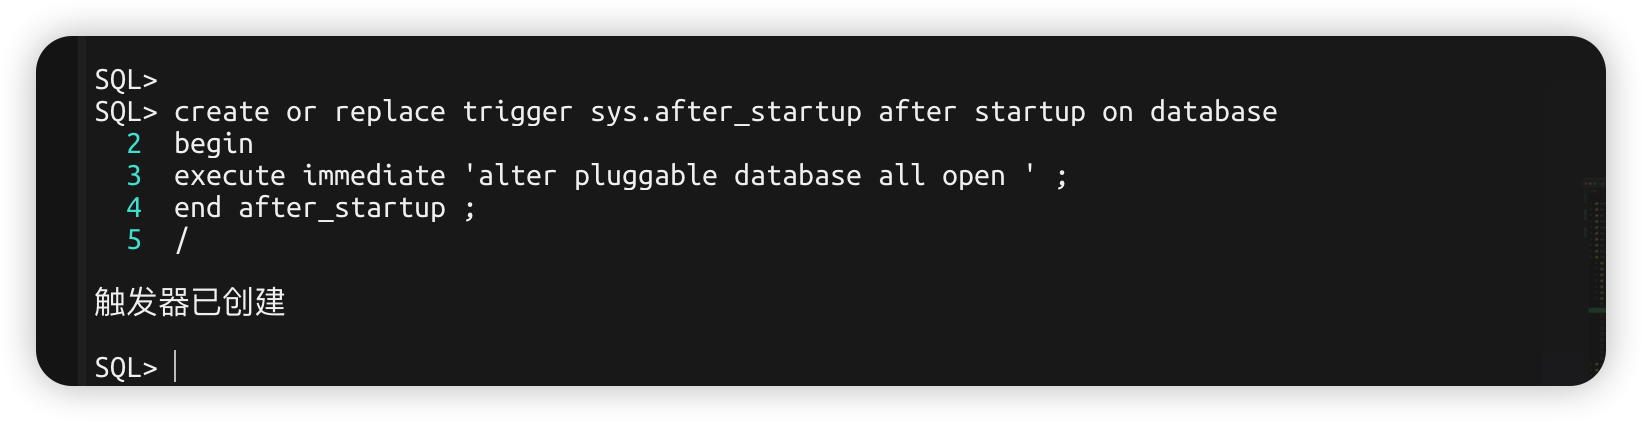 SQL>
SQL> create or replace trigger sys.after_startup after startup on database
2 begin
3 execute immediate 'alter pluggable database all open ' ;
4 end after_startup ;
5 /
触发器已创建
SQL>